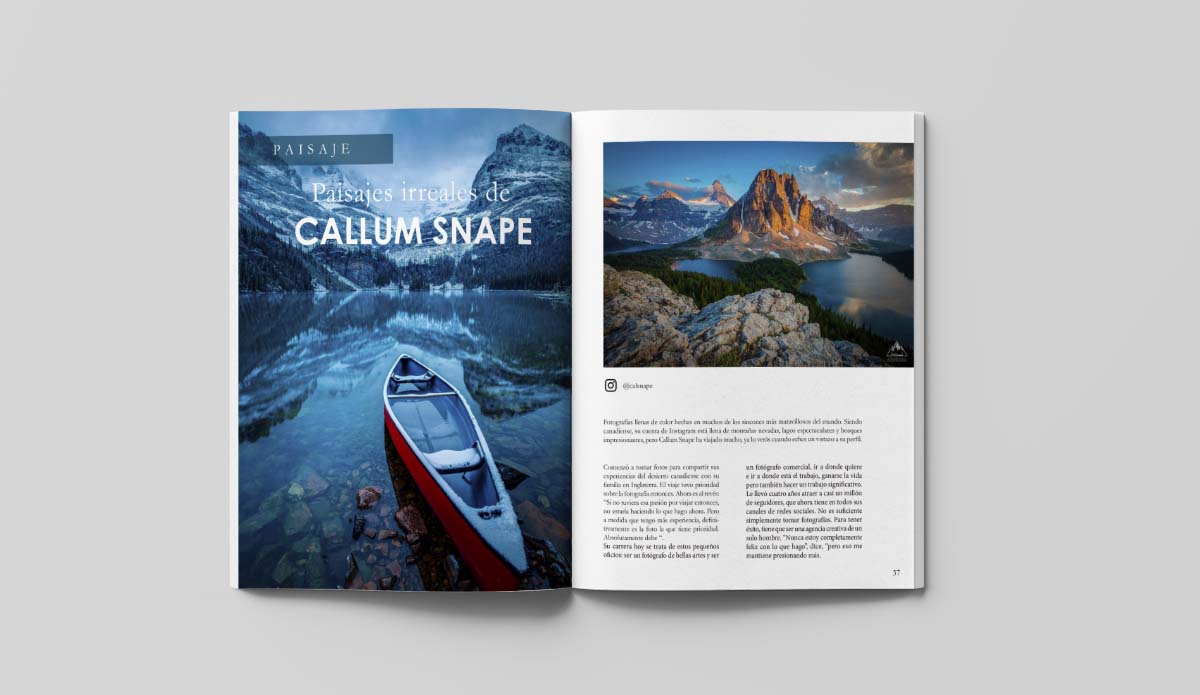 PAISAJE
Paisajes irreales de
CALLUM SNAPE
@calsnape
Fotografías llenas de color hechas en muchos de los rincones más maravillosos del mundo. Siendo
canadiense, su cuenta de Instagram está llena de montañas nevadas, lagos espectaculares y bosques
impresionantes, pero Callum Snape ha viajado mucho, ya lo verás cuando eches un vistazo a su perfil.
Comenzó a tomar fotos para compartir sus
experiencias del desierto canadiense con su
familia en Inglaterra. El viaje tuvo prioridad
sobre la fotografía entonces. Ahora es al revés:
“Si no tuviera esa pasión por viajar entonces,
no estaría haciendo lo que hago ahora. Pero
a medida que tengo más experiencia, defini-
tivamente es la foto la que tiene prioridad.
Absolutamente debe “.
Su carrera hoy se trata de estos pequeños
oficios: ser un fotógrafo de bellas artes y ser
un fotógrafo comercial, ir a donde quiere
e ir a donde está el trabajo, ganarse la vida
pero también hacer un trabajo significativo.
Le llevó cuatro años atraer a casi un millón
de seguidores, que ahora tiene en todos sus
canales de redes sociales. No es suficiente
simplemente tomar fotografías. Para tener
éxito, tiene que ser una agencia creativa de un
solo hombre. “Nunca estoy completamente
feliz con lo que hago”, dice, “pero eso me
mantiene presionando más.
37